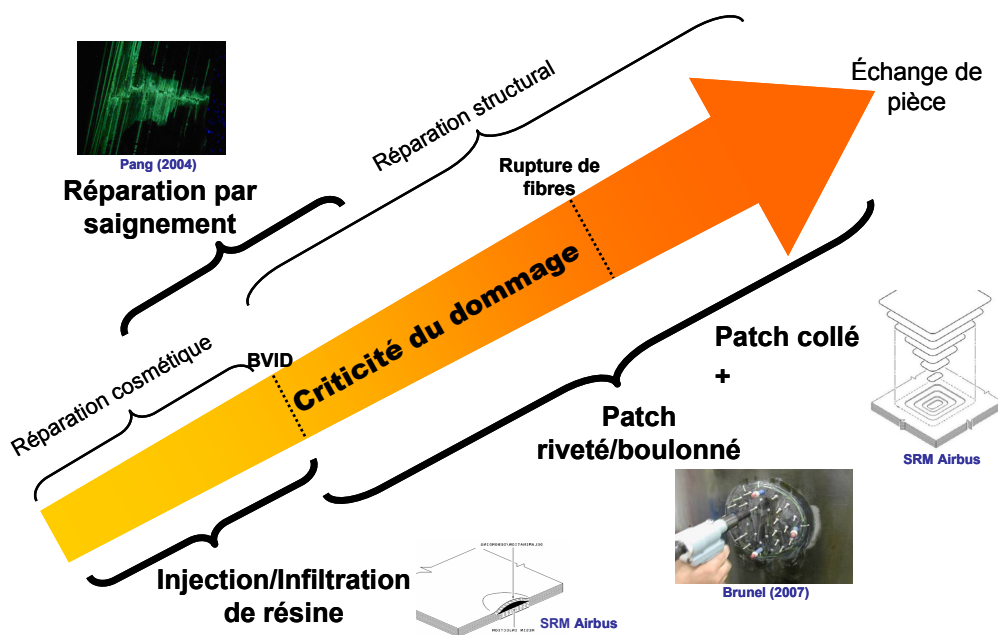 Pang (2004)
Réparation par
saignement
Réparation structural
Échange de
pièce
Rupture de
fibres
Criticité du dommage
BVID
Réparation cosmétique
Patch collé
+
Patch
riveté/boulonné
SRM Airbus
Brunel (2007)
Injection/Infiltration
de résine
SRM Airbus